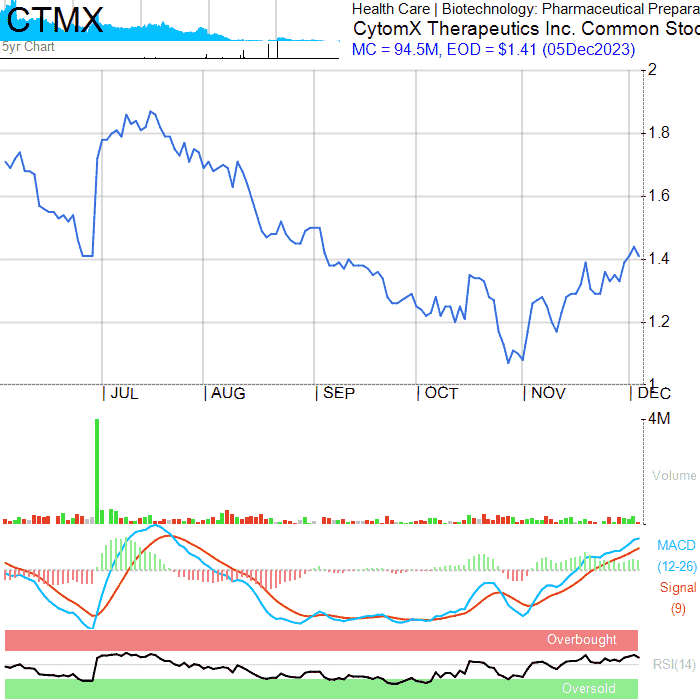 CTMX
Health Care | Biotechnology: Pharmaceutical Prepara
CytomX Therapeutics Inc. Common Stoc
5yr Chart
MC = 94.5M, EOD = $1.41 (05Dec2023)
2
1.8
1.6
1.4
1.2
1
| JUL | AUG | SEP | OCT | NOV | DEC
4M
Volume
MACD
(12-26)
Signal
(9)
Overbought
RSI(14)
Oversold